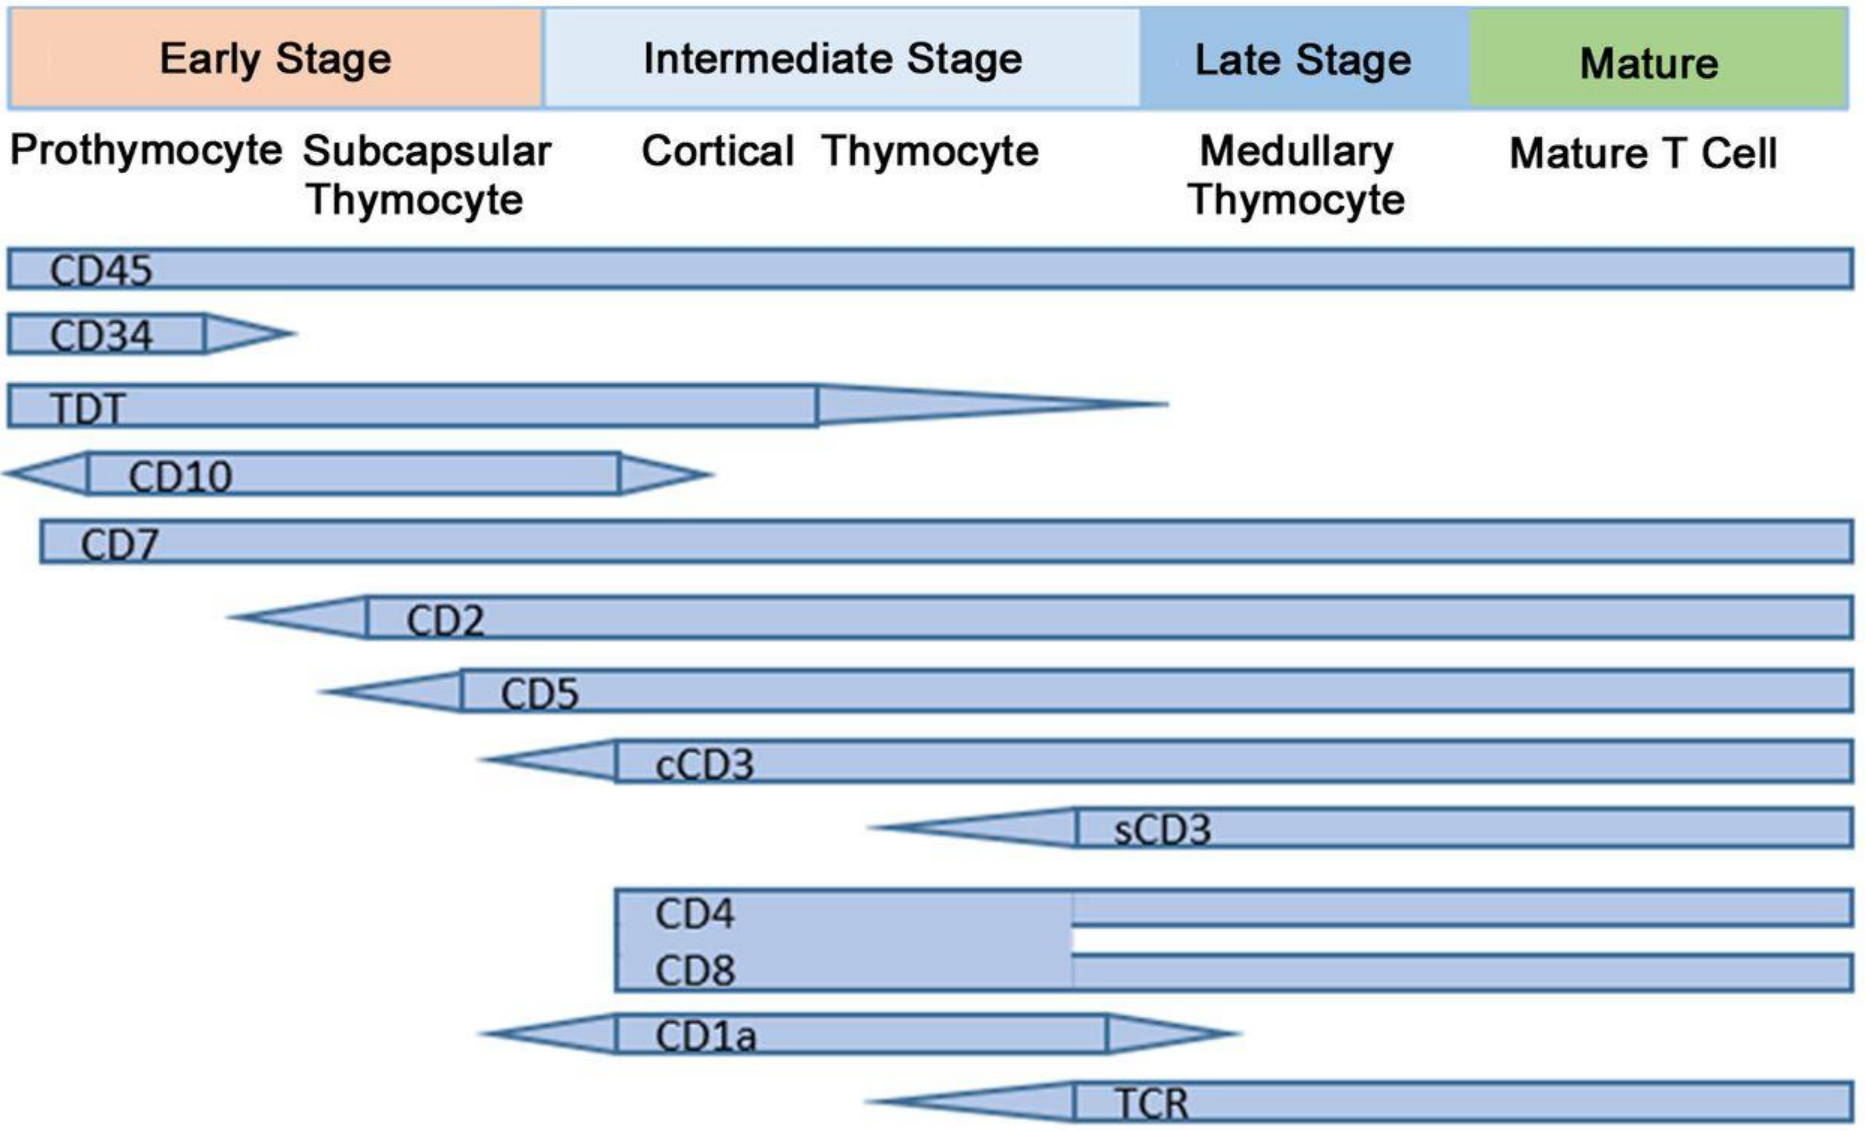 Early Stage
Intermediate Stage
Late Stage
Mature
Prothymocyte
Subcapsular
Thymocyte
Cortical Thymocyte
Medullary
Thymocyte
Mature T Cell
CD45
CD34
TDT
CD10
CD7
CD2
CD5
cCD3
sCD3
CD4
CD8
CD1a
TCR